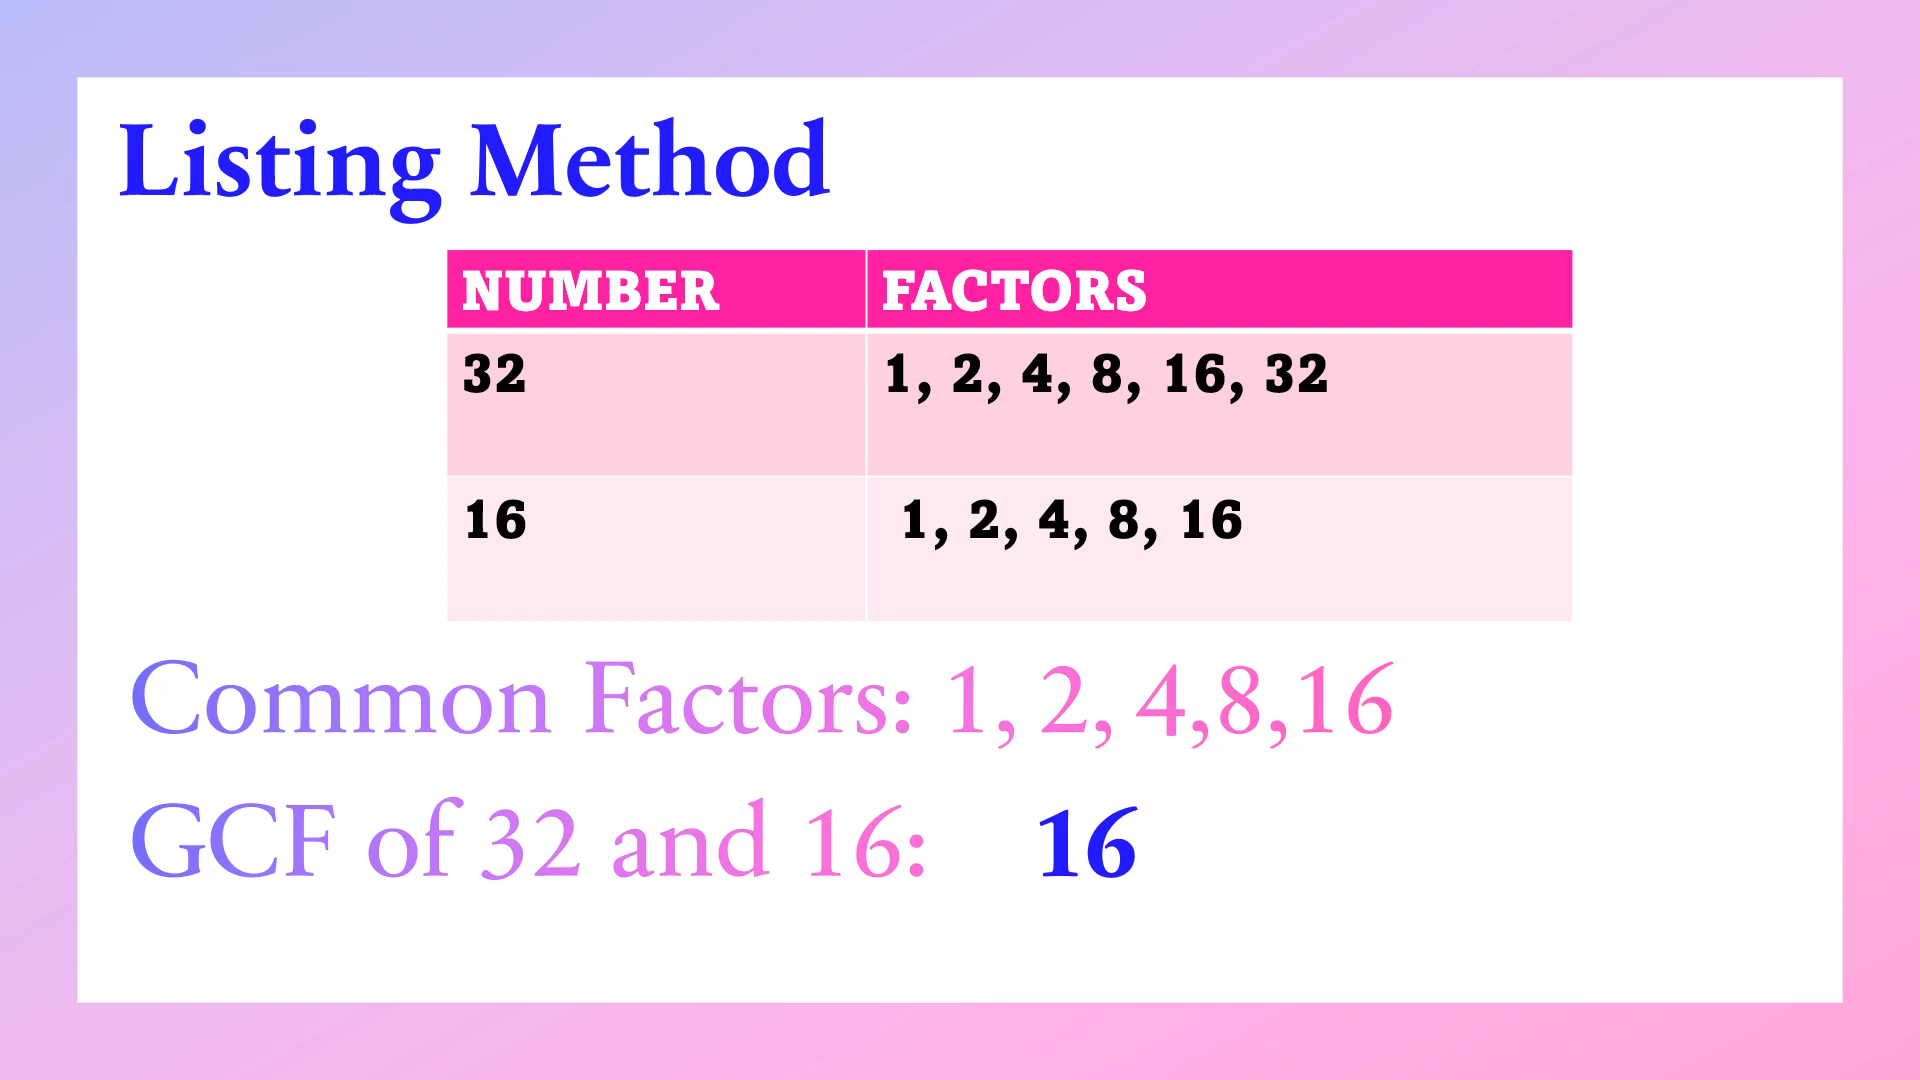 Listing Method
NUMBER FACTORS
32 1, 2, 4, 8, 16, 32
16 1, 2, 4, 8, 16
Common Factors: 1, 2, 4,8,16
GCF of 32 and 16: 16